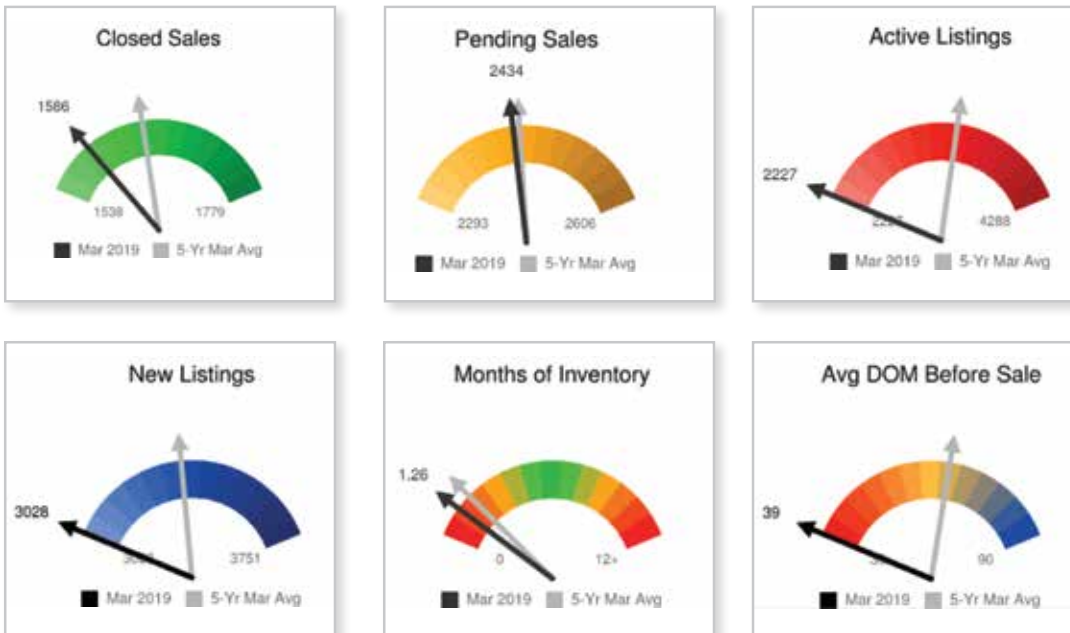 Closed Sales
1586
1538 1779
Mar 2019 5-Yr Mar Avg
Pending Sales
2434
2293 2606
Mar 2019 5-Yr Mar Avg
Active Listings
2227
4288
Mar 2019 5-Yr Mar Avg
New Listings
3028
3751
Mar 2019 5-Yr Mar Avg
Months of Inventory
1.26
0 12+
Mar 2019 5-Yr Mar Avg
Avg DOM Before Sale
39
90
Mar 2019 5-Yr Mar Avg